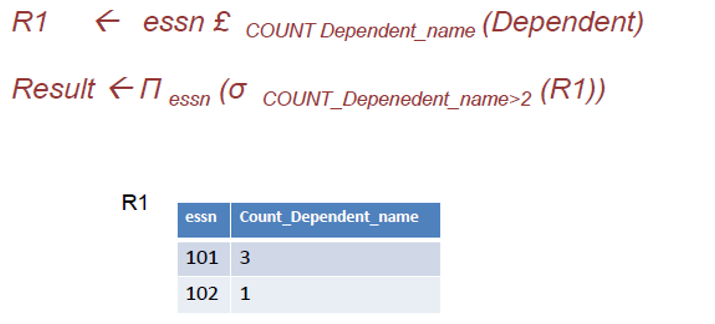 R1 ← essn £ COUNT Dependent_name (Dependent)
Result ← Π essn (σ COUNT_Depenedent_name>2 (R1))
R1
essn Count_Dependent_name
101 3
102 1